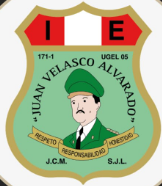 I E
171-1 UGEL 05
"JUAN VELASCO ALVARADO"
RESPETO RESPONSABILIDAD HONESTIDAD
J.C.M. S.J.L.